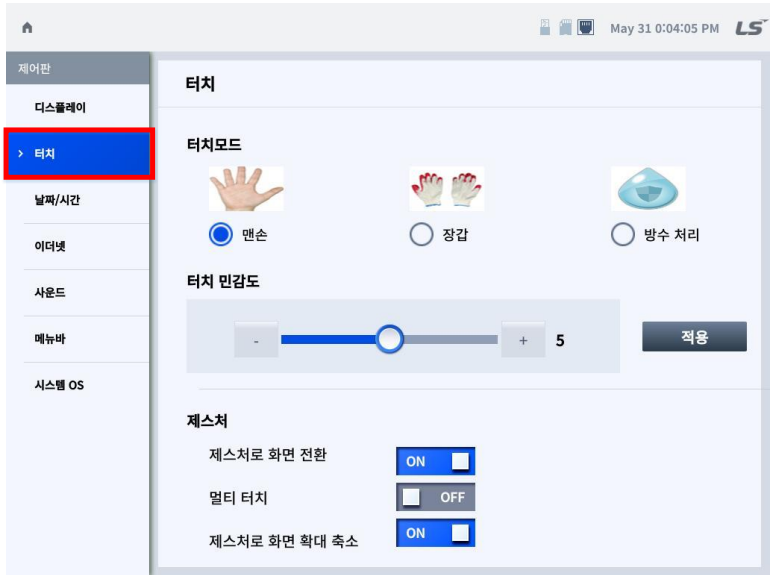 May 31 0:04:05 PM LS
제어판
디스플레이
> 터치
날짜/시간
이더넷
사운드
메뉴바
시스템 OS
터치
터치모드
맨손
장갑
방수 처리
터치 민감도
- + 5
적용
제스처
제스처로 화면 전환 ON
멀티 터치 OFF
제스처로 화면 확대 축소 ON